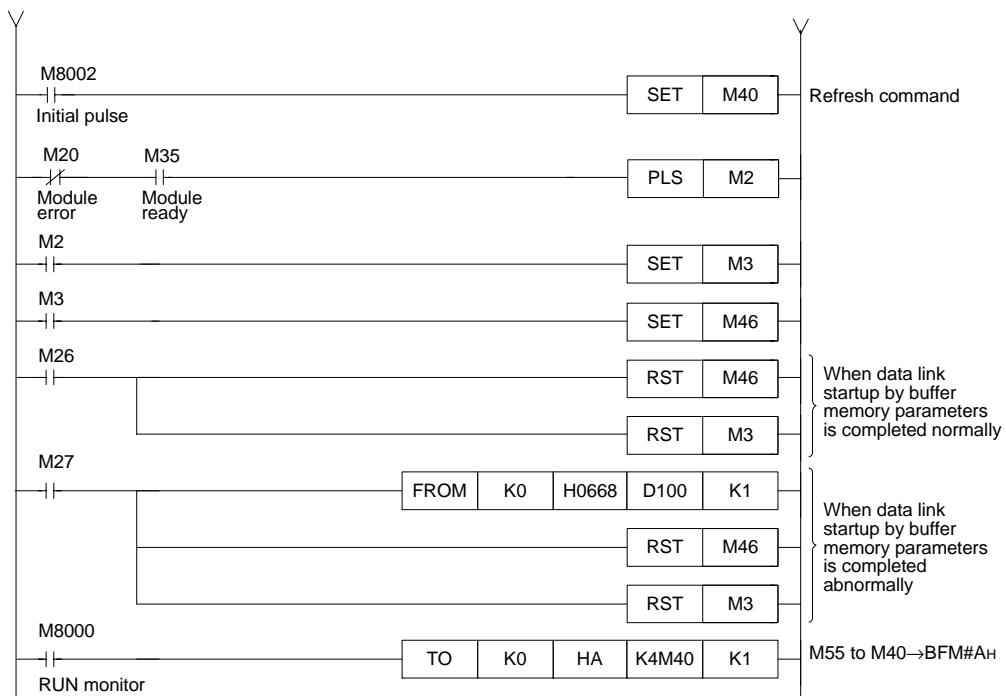 M8002
Initial pulse
SET M40
Refresh command
M20 M35
Module error
Module ready
PLS M2
M2
SET M3
M3
SET M46
M26
RST M46
RST M3
When data link
startup by buffer
memory parameters
is completed normally
M27
FROM K0 H0668 D100 K1
RST M46
RST M3
When data link
startup by buffer
memory parameters
is completed
abnormally
M8000
RUN monitor
TO K0 HA K4M40 K1
M55 to M40→BFM#AH